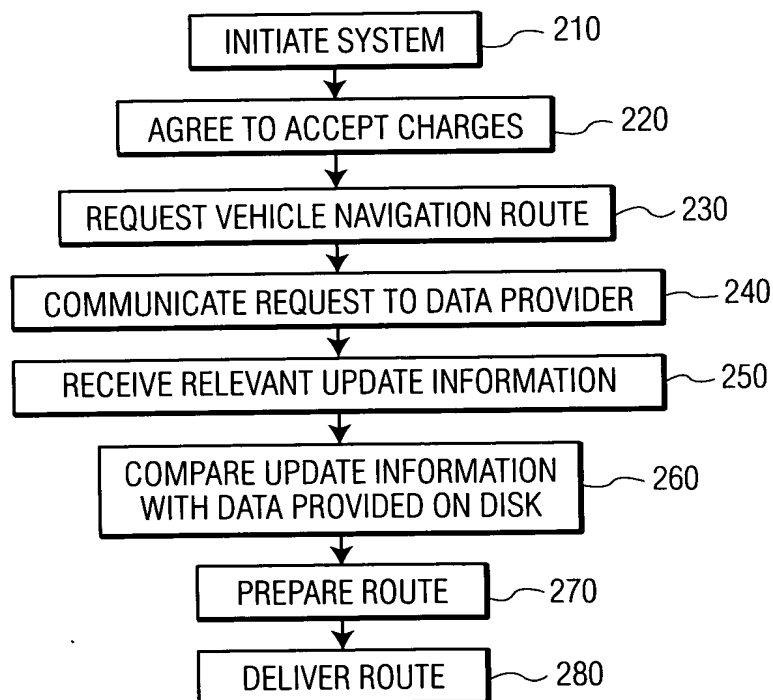 INITIATE SYSTEM 210
AGREE TO ACCEPT CHARGES 220
REQUEST VEHICLE NAVIGATION ROUTE 230
COMMUNICATE REQUEST TO DATA PROVIDER 240
RECEIVE RELEVANT UPDATE INFORMATION 250
COMPARE UPDATE INFORMATION
WITH DATA PROVIDED ON DISK 260
PREPARE ROUTE 270
DELIVER ROUTE 280